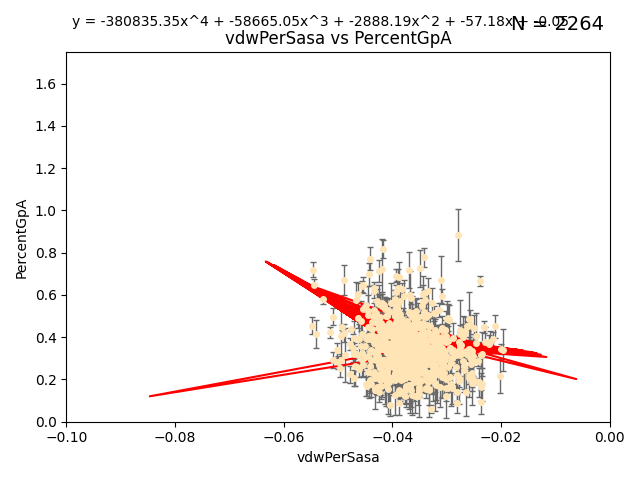 y = -380835.35x^4 + -58665.05x^3 + -2888.19x^2 + -57.18x + -0.05
N = 2264
vdwPerSasa vs PercentGpA
1.6
1.4
1.2
1.0
0.8
0.6
0.4
0.2
0.0
PercentGpA
−0.10 −0.08 −0.06 −0.04 −0.02 0.00
vdwPerSasa